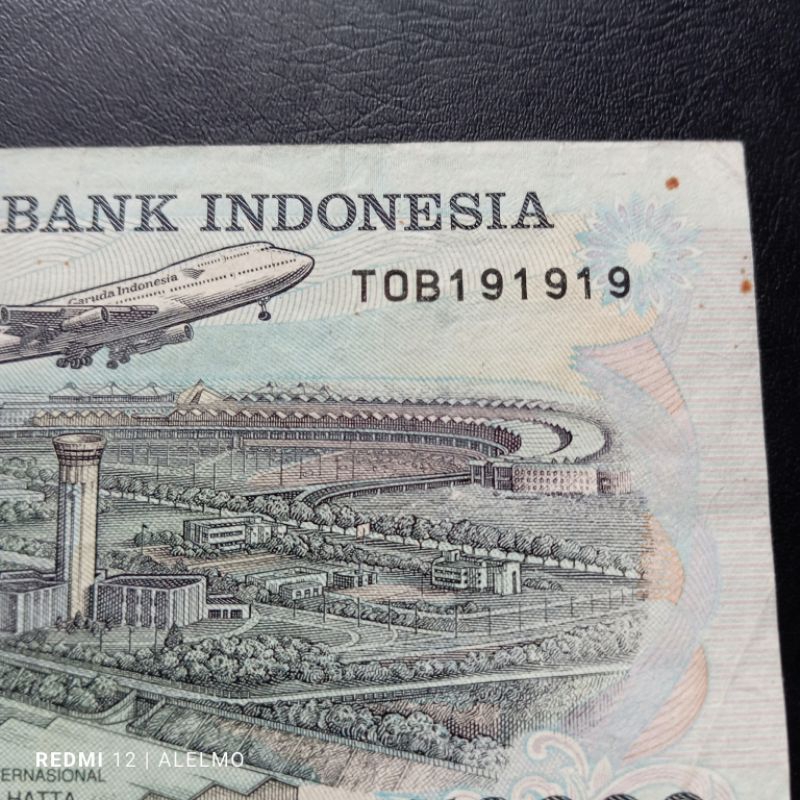 BANK INDONESIA
Garuda Indonesia
TOB191919
REDMI 12 | ALELMO
ERNASIONAL
HATTA